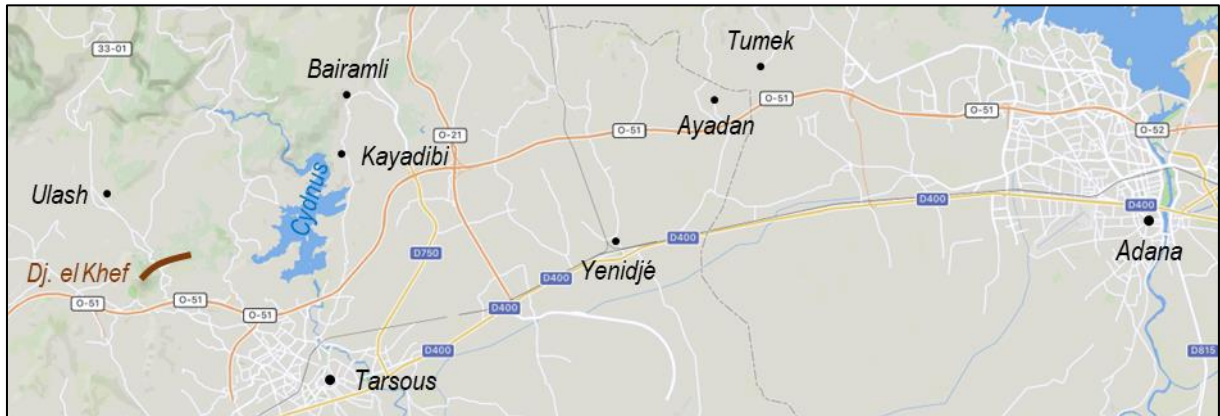 33-01
Bairamli
Tumek
O-21
O-51
O-51
O-51
O-52
Ayadan
Kayadibi
Ulash
Cydnus
D400
D400
D400
Adana
D750
Yenidjé
Dj. el Khef
D400
O-51
O-51
O-51
D400
D400
D815
Tarsous